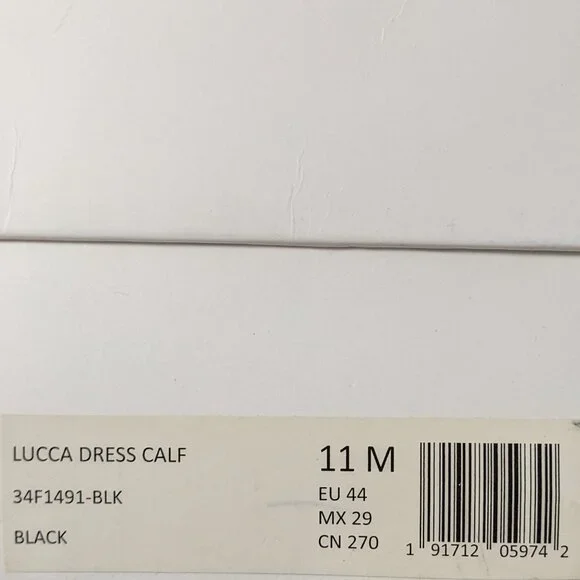 LUCCA DRESS CALF
34F1491-BLK
BLACK
11 M
EU 44
MX 29
CN 270
1 91712 05974 2